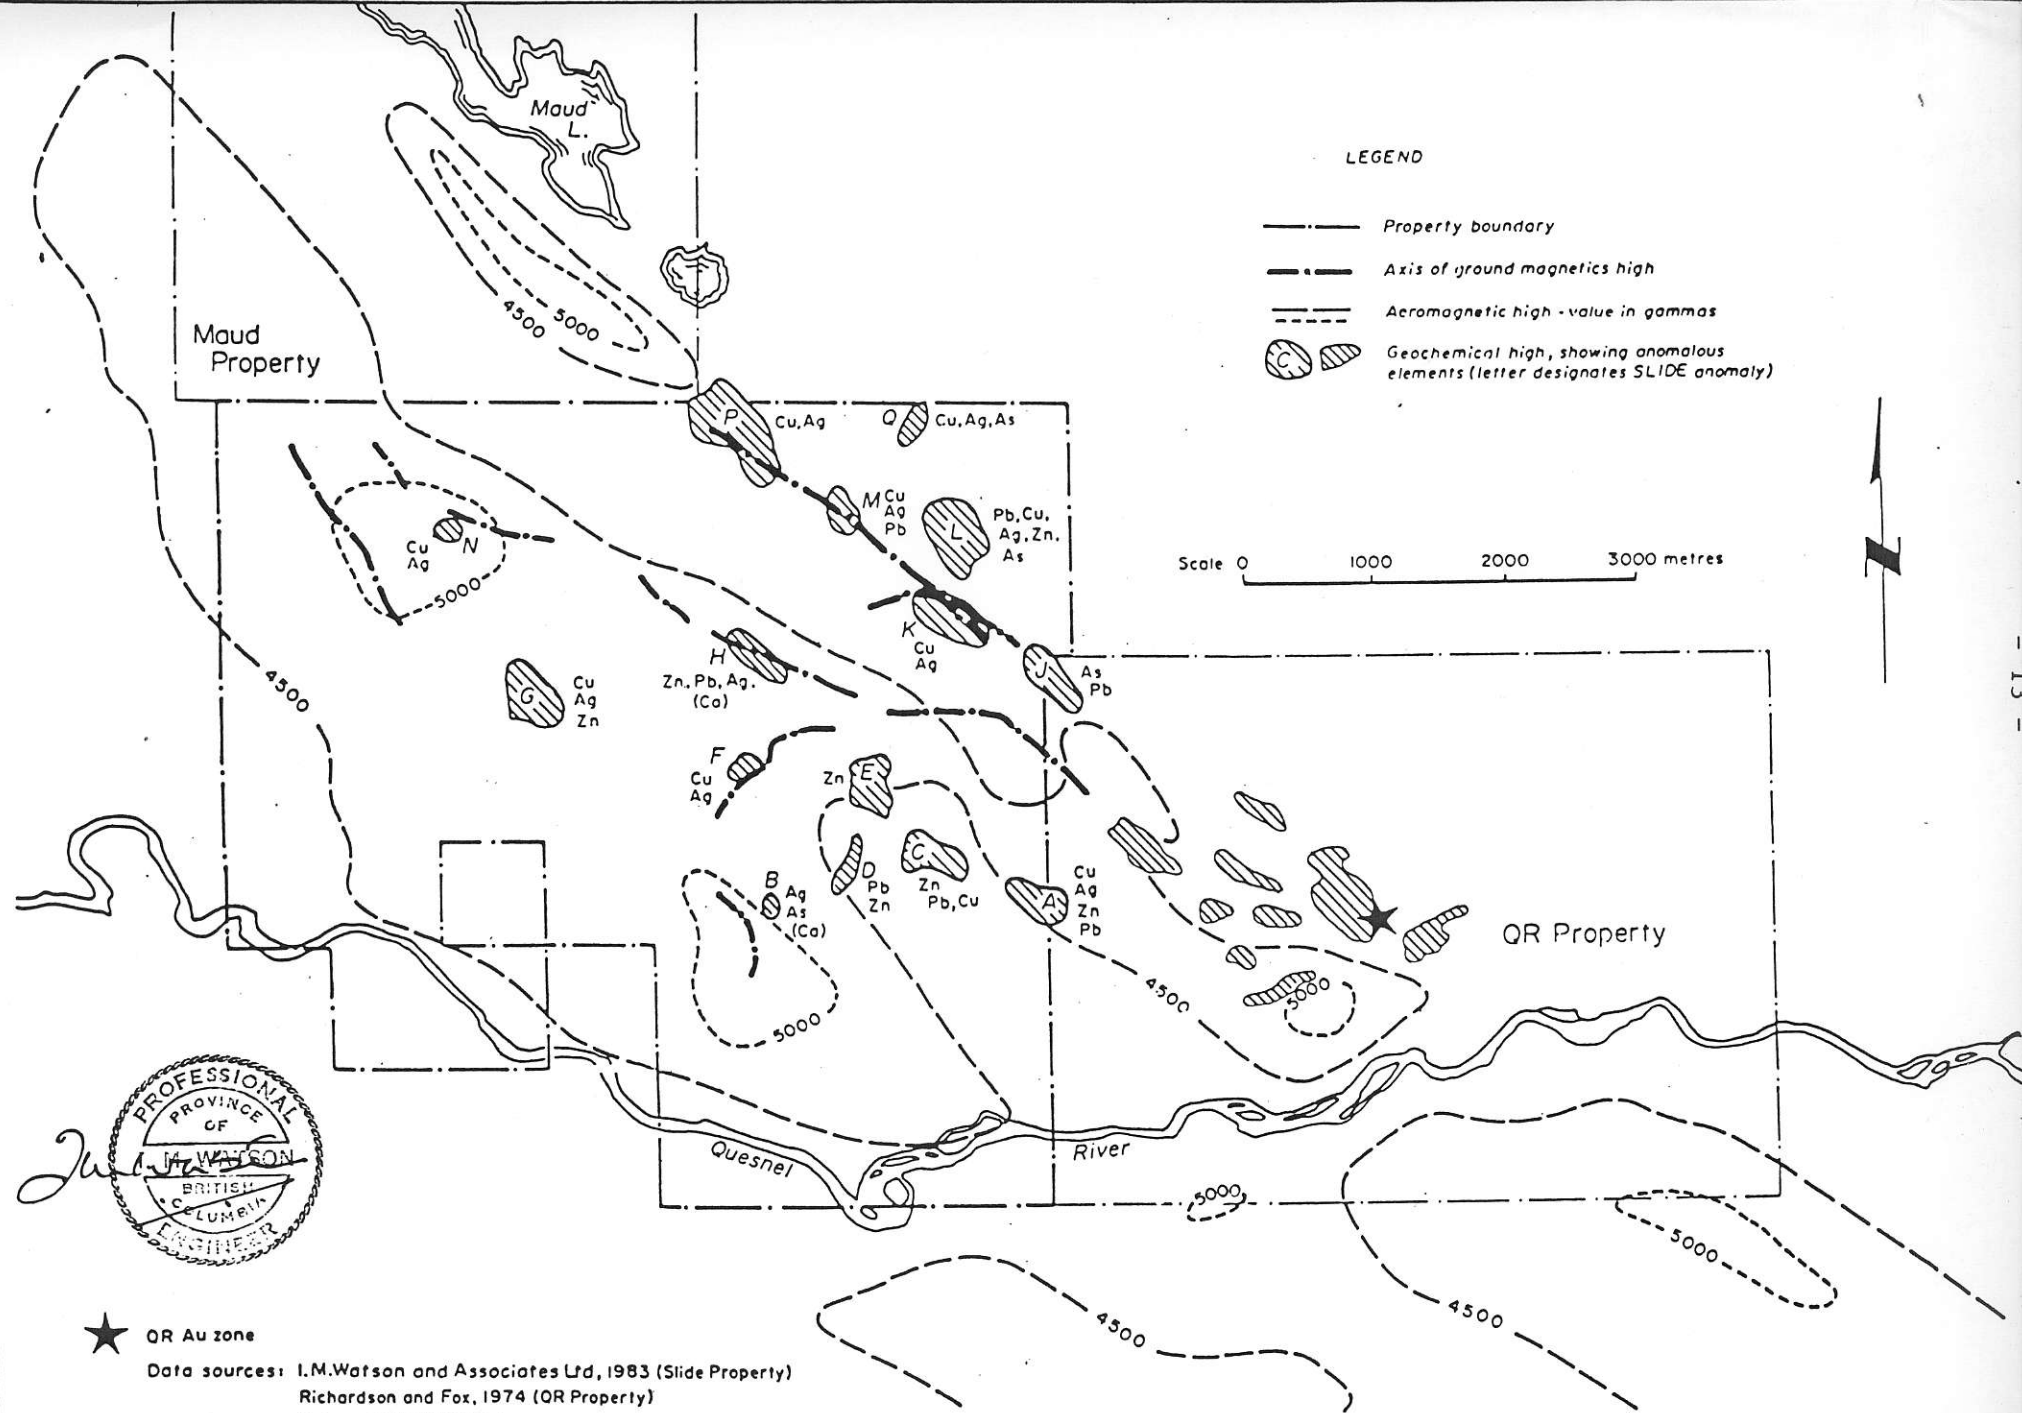 Maud
L.
LEGEND
Property boundary
Axis of ground magnetics high
Aeromagnetic high - value in gammas
C
Geochemical high, showing anomalous
elements (letter designates SLIDE anomaly)
4500
5000
Maud
Property
P
Cu,Ag
Q
Cu,Ag,As
M
Cu
Ag
Pb
L
Pb,Cu,
Ag,Zn,
As
Cu
Ag
N
5000
Scale 0 1000 2000 3000 metres
N
- 13 -
K
Cu
Ag
H
Zn,Pb,Ag,
(Ca)
J
As
Pb
4500
G
Cu
Ag
Zn
F
Cu
Ag
Zn
E
B
Ag
As
(Ca)
D
Pb
Zn
C
Zn
Pb,Cu
A
Cu
Ag
Zn
Pb
QR Property
4500
5000
5000
PROFESSIONAL
PROVINCE
OF
I. M. WATSON
BRITISH
COLUMBIA
ENGINEER
Quesnel
River
5000
5000
4500
4500
QR Au zone
Data sources: I.M.Watson and Associates Ltd, 1983 (Slide Property)
Richardson and Fox, 1974 (QR Property)